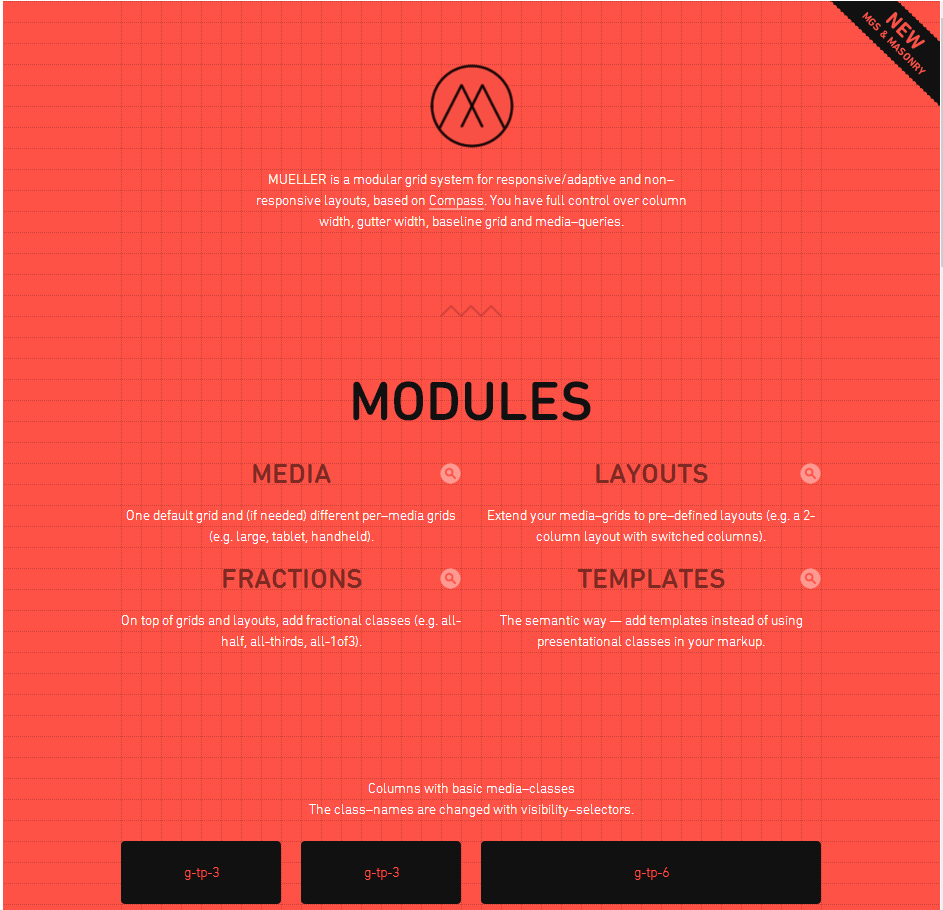 NEW
MGS & MASONRY
MUELLER is a modular grid system for responsive/adaptive and non–
responsive layouts, based on Compass. You have full control over column
width, gutter width, baseline grid and media–queries.
MODULES
MEDIA
One default grid and (if needed) different per–media grids
(e.g. large, tablet, handheld).
LAYOUTS
Extend your media–grids to pre–defined layouts (e.g. a 2-
column layout with switched columns).
FRACTIONS
On top of grids and layouts, add fractional classes (e.g. all-
half, all-thirds, all-1of3).
TEMPLATES
The semantic way — add templates instead of using
presentational classes in your markup.
Columns with basic media–classes
The class–names are changed with visibility–selectors.
g-tp-3
g-tp-3
g-tp-6